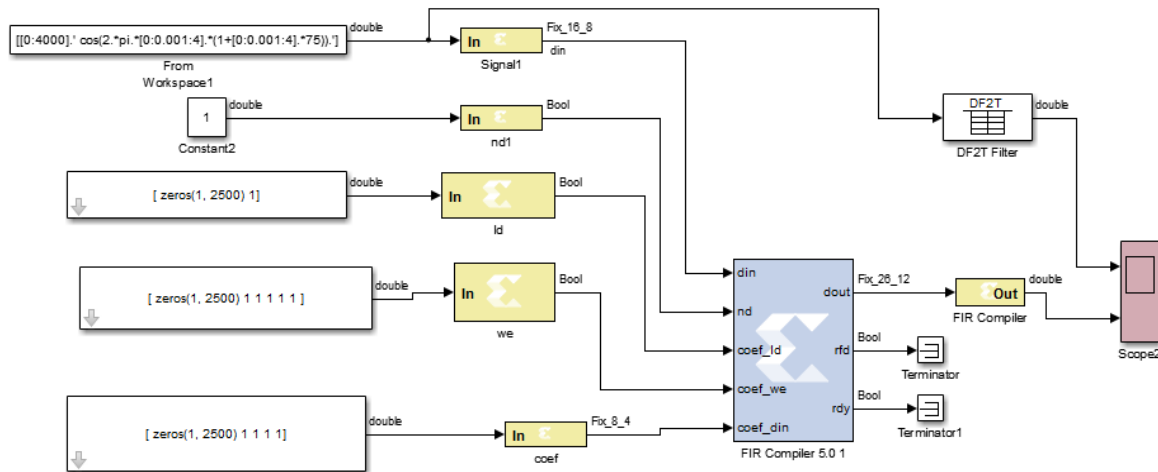 [[0:4000].' cos(2.*pi.*[0:0.001:4].*(1+[0:0.001:4].*75)).']
double
From
Workspace1
In
Signal1
Fix_16_8
din
1
double
Constant2
In
nd1
Bool
[ zeros(1, 2500) 1]
double
In
ld
Bool
[ zeros(1, 2500) 1 1 1 1 1 ]
double
In
we
Bool
[ zeros(1, 2500) 1 1 1 1]
double
In
coef
Fix_8_4
din
nd
coef_ld
coef_we
coef_din
dout
rfd
rdy
FIR Compiler 5.0 1
Fix_26_12
Out
double
FIR Compiler
Bool
Terminator
Bool
Terminator1
DF2T
double
DF2T Filter
Scope2